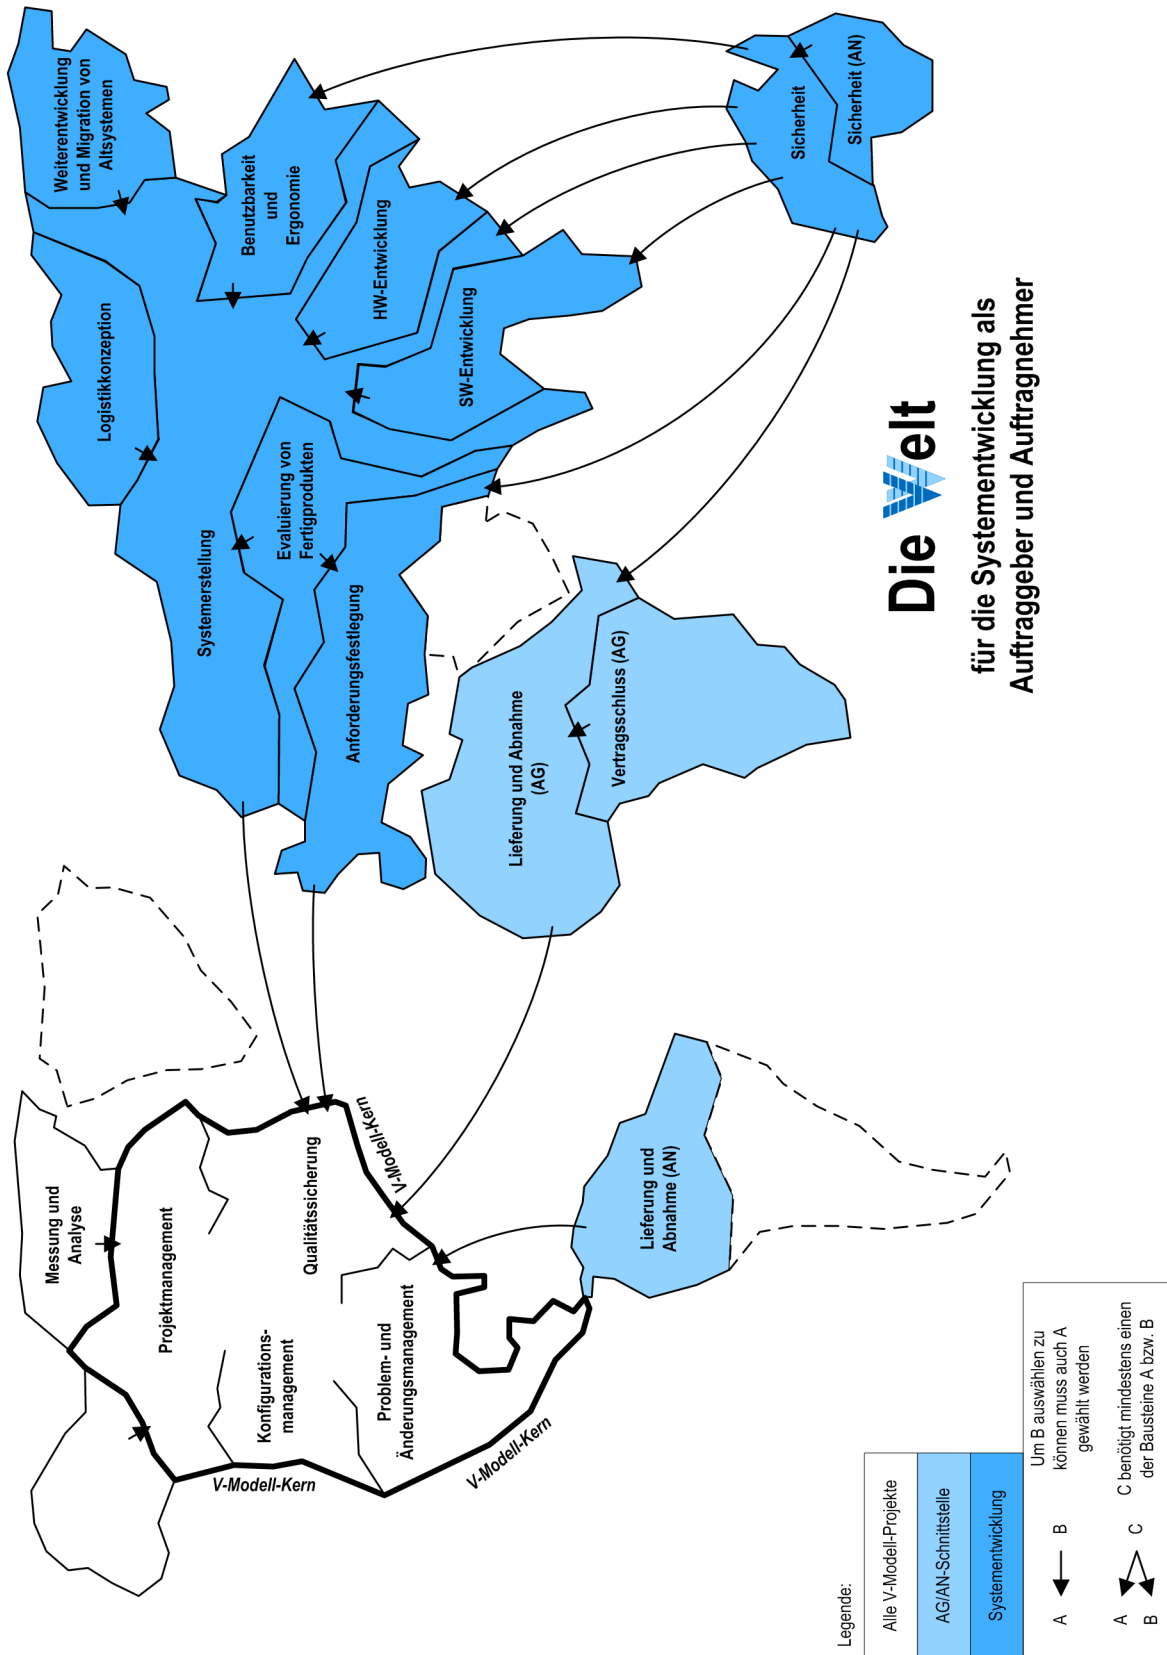 Messung und
Analyse
Projektmanagement
Konfigurations-
management
Qualitätssicherung
Problem- und
Änderungsmanagement
V-Modell-Kern
V-Modell-Kern
V-Modell-Kern
Lieferung und
Abnahme (AN)
Lieferung und Abnahme
(AG)
Vertragsschluss (AG)
Systemerstellung
Anforderungsfestlegung
Evaluierung von
Fertigprodukten
Logistikkonzeption
Weiterentwicklung
und Migration von
Altsystemen
Benutzbarkeit
und
Ergonomie
HW-Entwicklung
SW-Entwicklung
Sicherheit
Sicherheit (AN)
Die Welt
für die Systementwicklung als
Auftraggeber und Auftragnehmer
Legende:
Alle V-Modell-Projekte
AG/AN-Schnittstelle
Systementwicklung
A B
Um B auswählen zu
können muss auch A
gewählt werden
A
B
C
C benötigt mindestens einen
der Bausteine A bzw. B